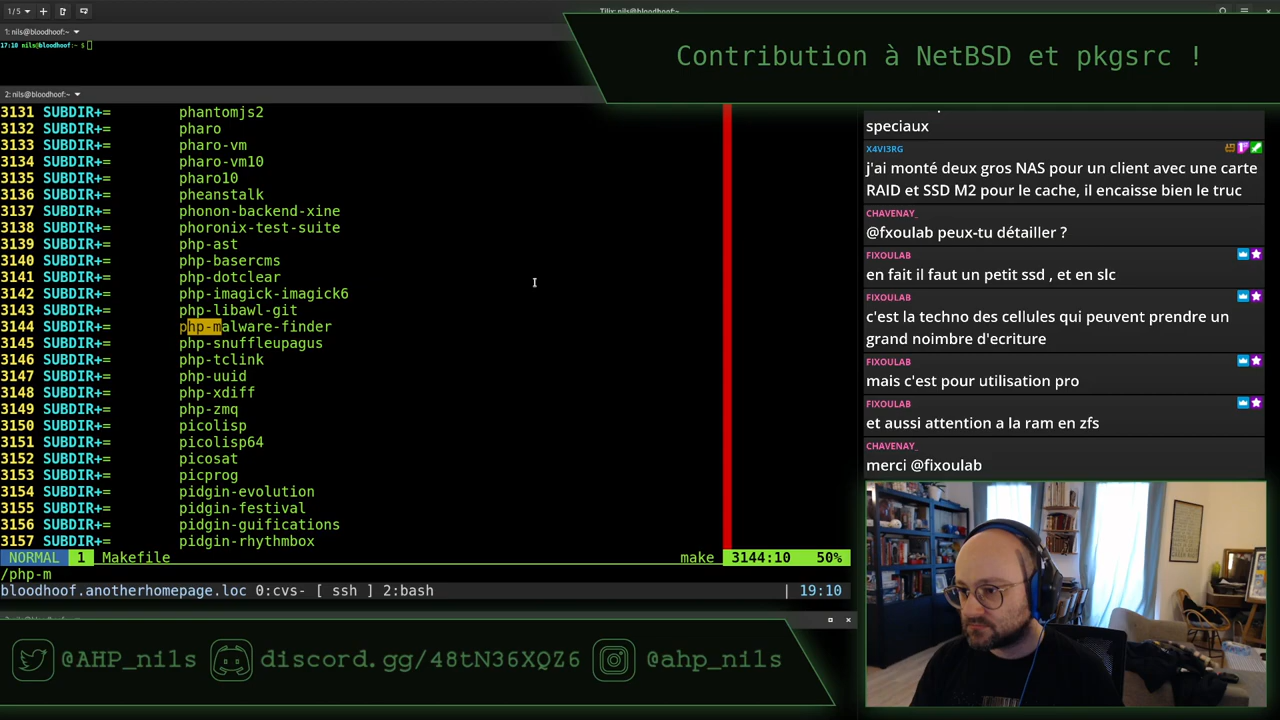 1/5
Tilix: nils@bloodhoof:~
1: nils@bloodhoof:~
17:10 nils@bloodhoof:~ $
Contribution à NetBSD et pkgsrc !
2: nils@bloodhoof:~
3131 SUBDIR+= phantomjs2
3132 SUBDIR+= pharo
3133 SUBDIR+= pharo-vm
3134 SUBDIR+= pharo-vm10
3135 SUBDIR+= pharo10
3136 SUBDIR+= pheanstalk
3137 SUBDIR+= phonon-backend-xine
3138 SUBDIR+= phoronix-test-suite
3139 SUBDIR+= php-ast
3140 SUBDIR+= php-basercms
3141 SUBDIR+= php-dotclear
3142 SUBDIR+= php-imagick-imagick6
3143 SUBDIR+= php-libawl-git
3144 SUBDIR+= php-malware-finder
3145 SUBDIR+= php-snuffleupagus
3146 SUBDIR+= php-tclink
3147 SUBDIR+= php-uuid
3148 SUBDIR+= php-xdiff
3149 SUBDIR+= php-zmq
3150 SUBDIR+= picolisp
3151 SUBDIR+= picolisp64
3152 SUBDIR+= picosat
3153 SUBDIR+= picprog
3154 SUBDIR+= pidgin-evolution
3155 SUBDIR+= pidgin-festival
3156 SUBDIR+= pidgin-guifications
3157 SUBDIR+= pidgin-rhythmbox
NORMAL 1 Makefile make 3144:10 50%
/php-m
bloodhoof.anotherhomepage.loc 0:cvs- [ ssh ] 2:bash | 19:10
speciaux
X4VI3RG
j'ai monté deux gros NAS pour un client avec une carte
RAID et SSD M2 pour le cache, il encaisse bien le truc
CHAVENAY_
@fxoulab peux-tu détailler ?
FIXOULAB
en fait il faut un petit ssd , et en slc
FIXOULAB
c'est la techno des cellules qui peuvent prendre un
grand noimbre d'ecriture
FIXOULAB
mais c'est pour utilisation pro
FIXOULAB
et aussi attention a la ram en zfs
CHAVENAY_
merci @fixoulab
@AHP_nils
discord.gg/48tN36XQZ6
@ahp_nils